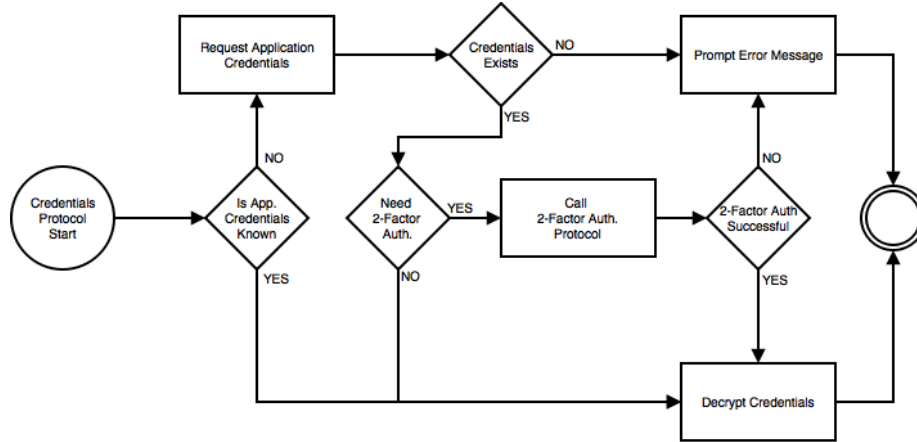 Request Application
Credentials
Credentials
Exists
NO
Prompt Error Message
YES
NO
NO
Credentials
Protocol
Start
Is App.
Credentials
Known
Need
2-Factor
Auth.
YES
Call
2-Factor Auth.
Protocol
2-Factor Auth
Successful
YES
NO
YES
Decrypt Credentials